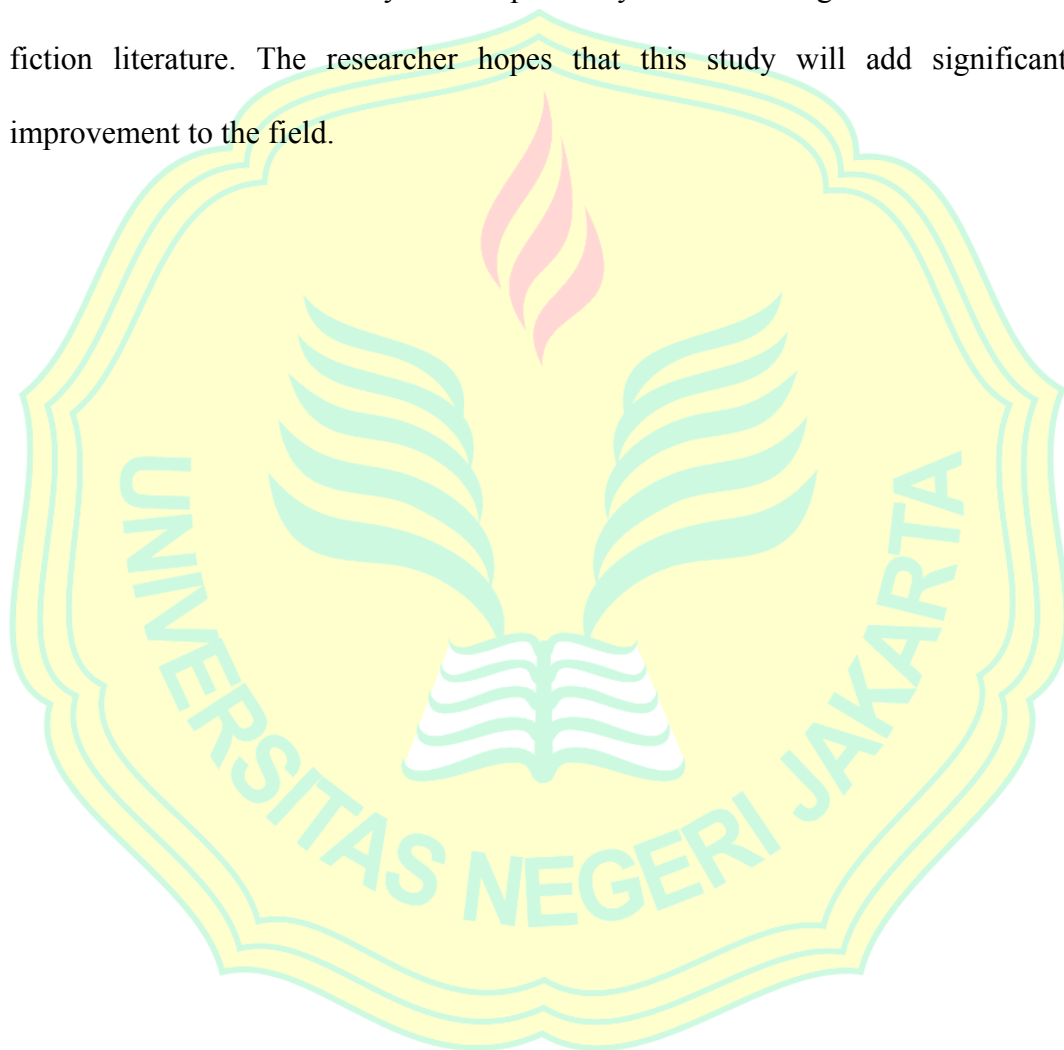 fiction literature. The researcher hopes that this study will add significant
improvement to the field.
UNIVERSITAS NEGERI JAKARTA